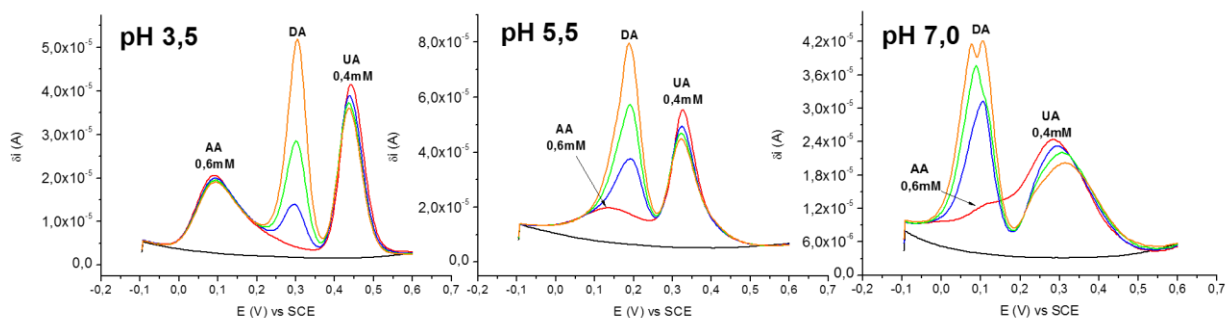 pH 3,5
DA
UA
0,4mM
AA
0,6mM
5,0x10⁻⁵
4,0x10⁻⁵
3,0x10⁻⁵
2,0x10⁻⁵
1,0x10⁻⁵
0,0
δi (A)
-0,2 -0,1 0,0 0,1 0,2 0,3 0,4 0,5 0,6 0,7
E (V) vs SCE
pH 5,5
DA
UA
0,4mM
AA
0,6mM
8,0x10⁻⁵
6,0x10⁻⁵
4,0x10⁻⁵
2,0x10⁻⁵
0,0
δi (A)
-0,2 -0,1 0,0 0,1 0,2 0,3 0,4 0,5 0,6 0,7
E (V) vs SCE
pH 7,0
DA
UA
0,4mM
AA
0,6mM
4,2x10⁻⁵
3,6x10⁻⁵
3,0x10⁻⁵
2,4x10⁻⁵
1,8x10⁻⁵
1,2x10⁻⁵
6,0x10⁻⁶
0,0
δi (A)
-0,2 -0,1 0,0 0,1 0,2 0,3 0,4 0,5 0,6 0,7
E (V) vs SCE